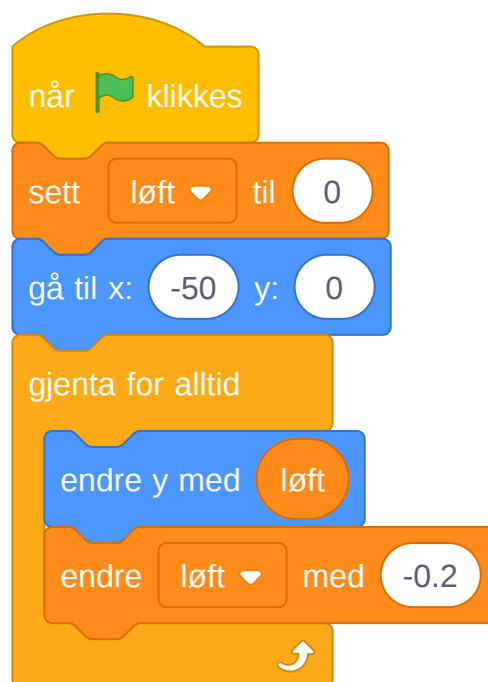 når klikkes
sett løft til 0
gå til x: -50 y: 0
gjenta for alltid
endre y med løft
endre løft med -0.2